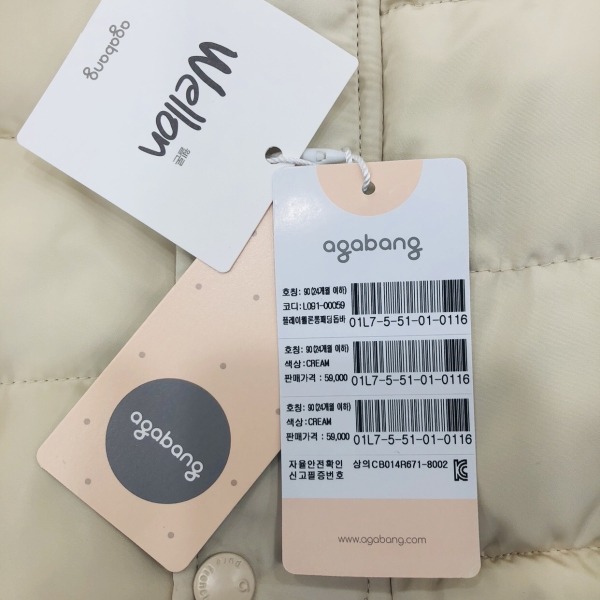 agabang
Wellon
웰론
agabang
agabang
호칭: 90(24개월 이하)
코디: L091-00059
플레이웰론롱패딩돕바
01L7-5-51-01-0116
호칭: 90(24개월 이하)
색상: CREAM
판매가격 : 59,000
01L7-5-51-01-0116
호칭: 90(24개월 이하)
색상: CREAM
판매가격 : 59,000
01L7-5-51-01-0116
자율안전확인 상의CB014R671-8002
신고필증번호
www.agabang.com